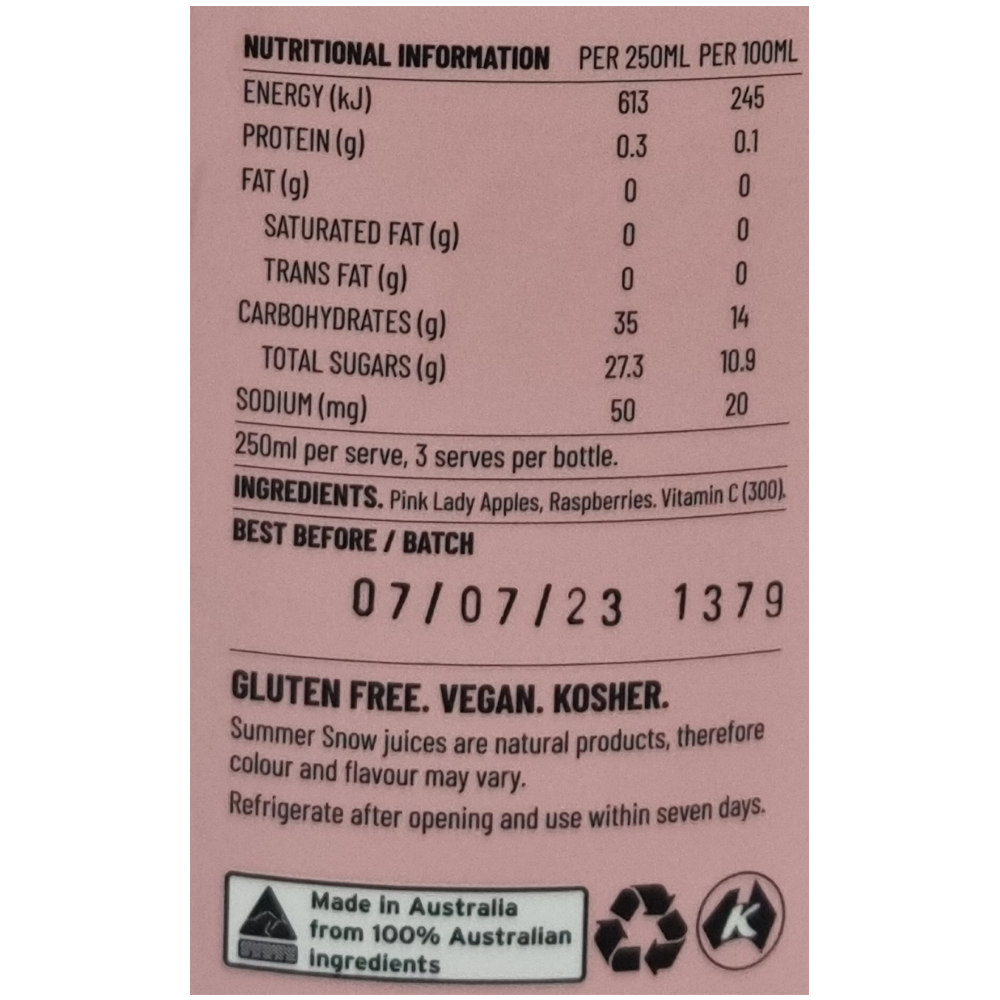 NUTRITIONAL INFORMATION PER 250ML PER 100ML
ENERGY (kJ) 613 245
PROTEIN (g) 0.3 0.1
FAT (g) 0 0
SATURATED FAT (g) 0 0
TRANS FAT (g) 0 0
CARBOHYDRATES (g) 35 14
TOTAL SUGARS (g) 27.3 10.9
SODIUM (mg) 50 20
250ml per serve, 3 serves per bottle.
INGREDIENTS. Pink Lady Apples, Raspberries. Vitamin C (300).
BEST BEFORE / BATCH
07/07/23 1379
GLUTEN FREE. VEGAN. KOSHER.
Summer Snow juices are natural products, therefore
colour and flavour may vary.
Refrigerate after opening and use within seven days.
Made in Australia
from 100% Australian
ingredients
K